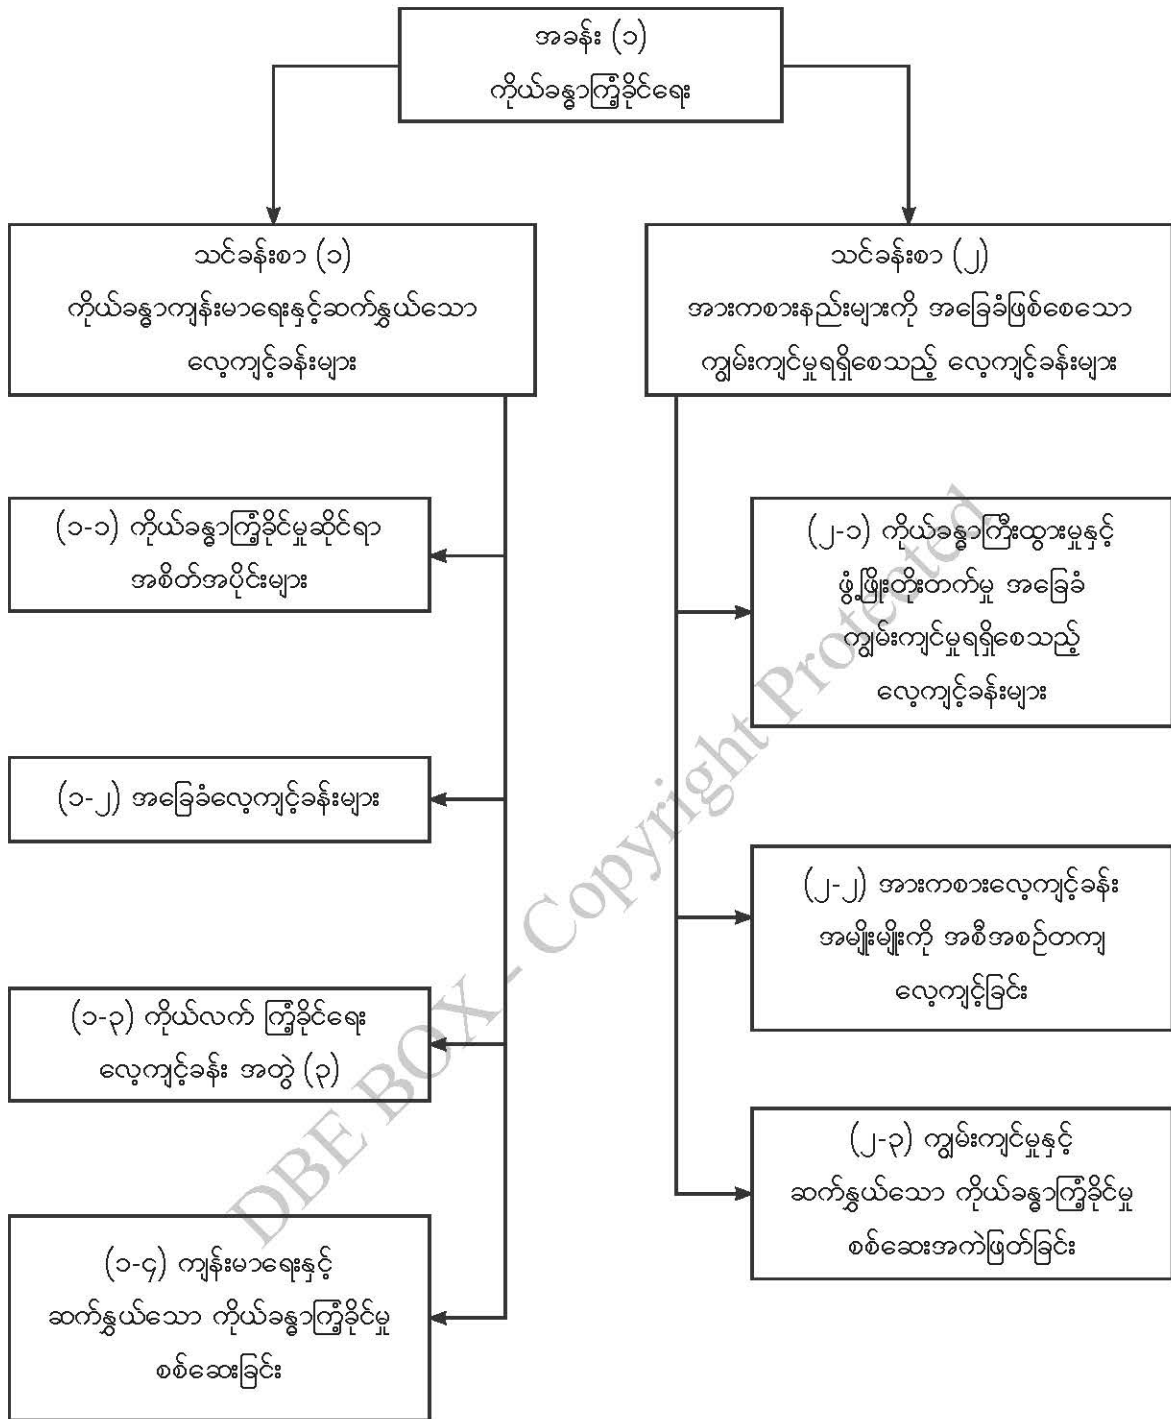 အခန်း (၁)
ကိုယ်ခန္ဓာကြံ့ခိုင်ရေး
သင်ခန်းစာ (၁)
ကိုယ်ခန္ဓာကျန်းမာရေးနှင့်ဆက်နွှယ်သော
လေ့ကျင့်ခန်းများ
(၁-၁) ကိုယ်ခန္ဓာကြံ့ခိုင်မှုဆိုင်ရာ
အစိတ်အပိုင်းများ
(၁-၂) အခြေခံလေ့ကျင့်ခန်းများ
(၁-၃) ကိုယ်လက် ကြံ့ခိုင်ရေး
လေ့ကျင့်ခန်း အတွဲ (၃)
(၁-၄) ကျန်းမာရေးနှင့်
ဆက်နွှယ်သော ကိုယ်ခန္ဓာကြံ့ခိုင်မှု
စစ်ဆေးခြင်း
သင်ခန်းစာ (၂)
အားကစားနည်းများကို အခြေခံဖြစ်စေသော
ကျွမ်းကျင်မှုရရှိစေသည့် လေ့ကျင့်ခန်းများ
(၂-၁) ကိုယ်ခန္ဓာကြီးထွားမှုနှင့်
ဖွံ့ဖြိုးတိုးတက်မှု အခြေခံ
ကျွမ်းကျင်မှုရရှိစေသည့်
လေ့ကျင့်ခန်းများ
(၂-၂) အားကစားလေ့ကျင့်ခန်း
အမျိုးမျိုးကို အစီအစဉ်တကျ
လေ့ကျင့်ခြင်း
(၂-၃) ကျွမ်းကျင်မှုနှင့်
ဆက်နွှယ်သော ကိုယ်ခန္ဓာကြံ့ခိုင်မှု
စစ်ဆေးအကဲဖြတ်ခြင်း
DBE BOX - Copyright Protected